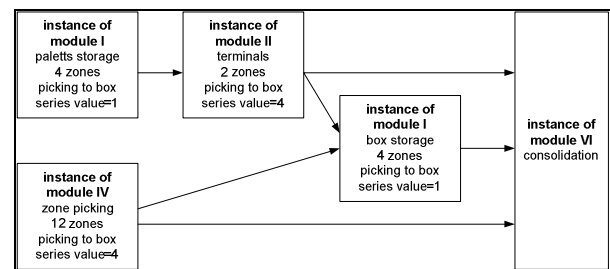 instance of
module I
paletts storage
4 zones
picking to box
series value=1
instance of
module II
terminals
2 zones
picking to box
series value=4
instance of
module I
box storage
4 zones
picking to box
series value=1
instance of
module VI
consolidation
instance of
module IV
zone picking
12 zones
picking to box
series value=4